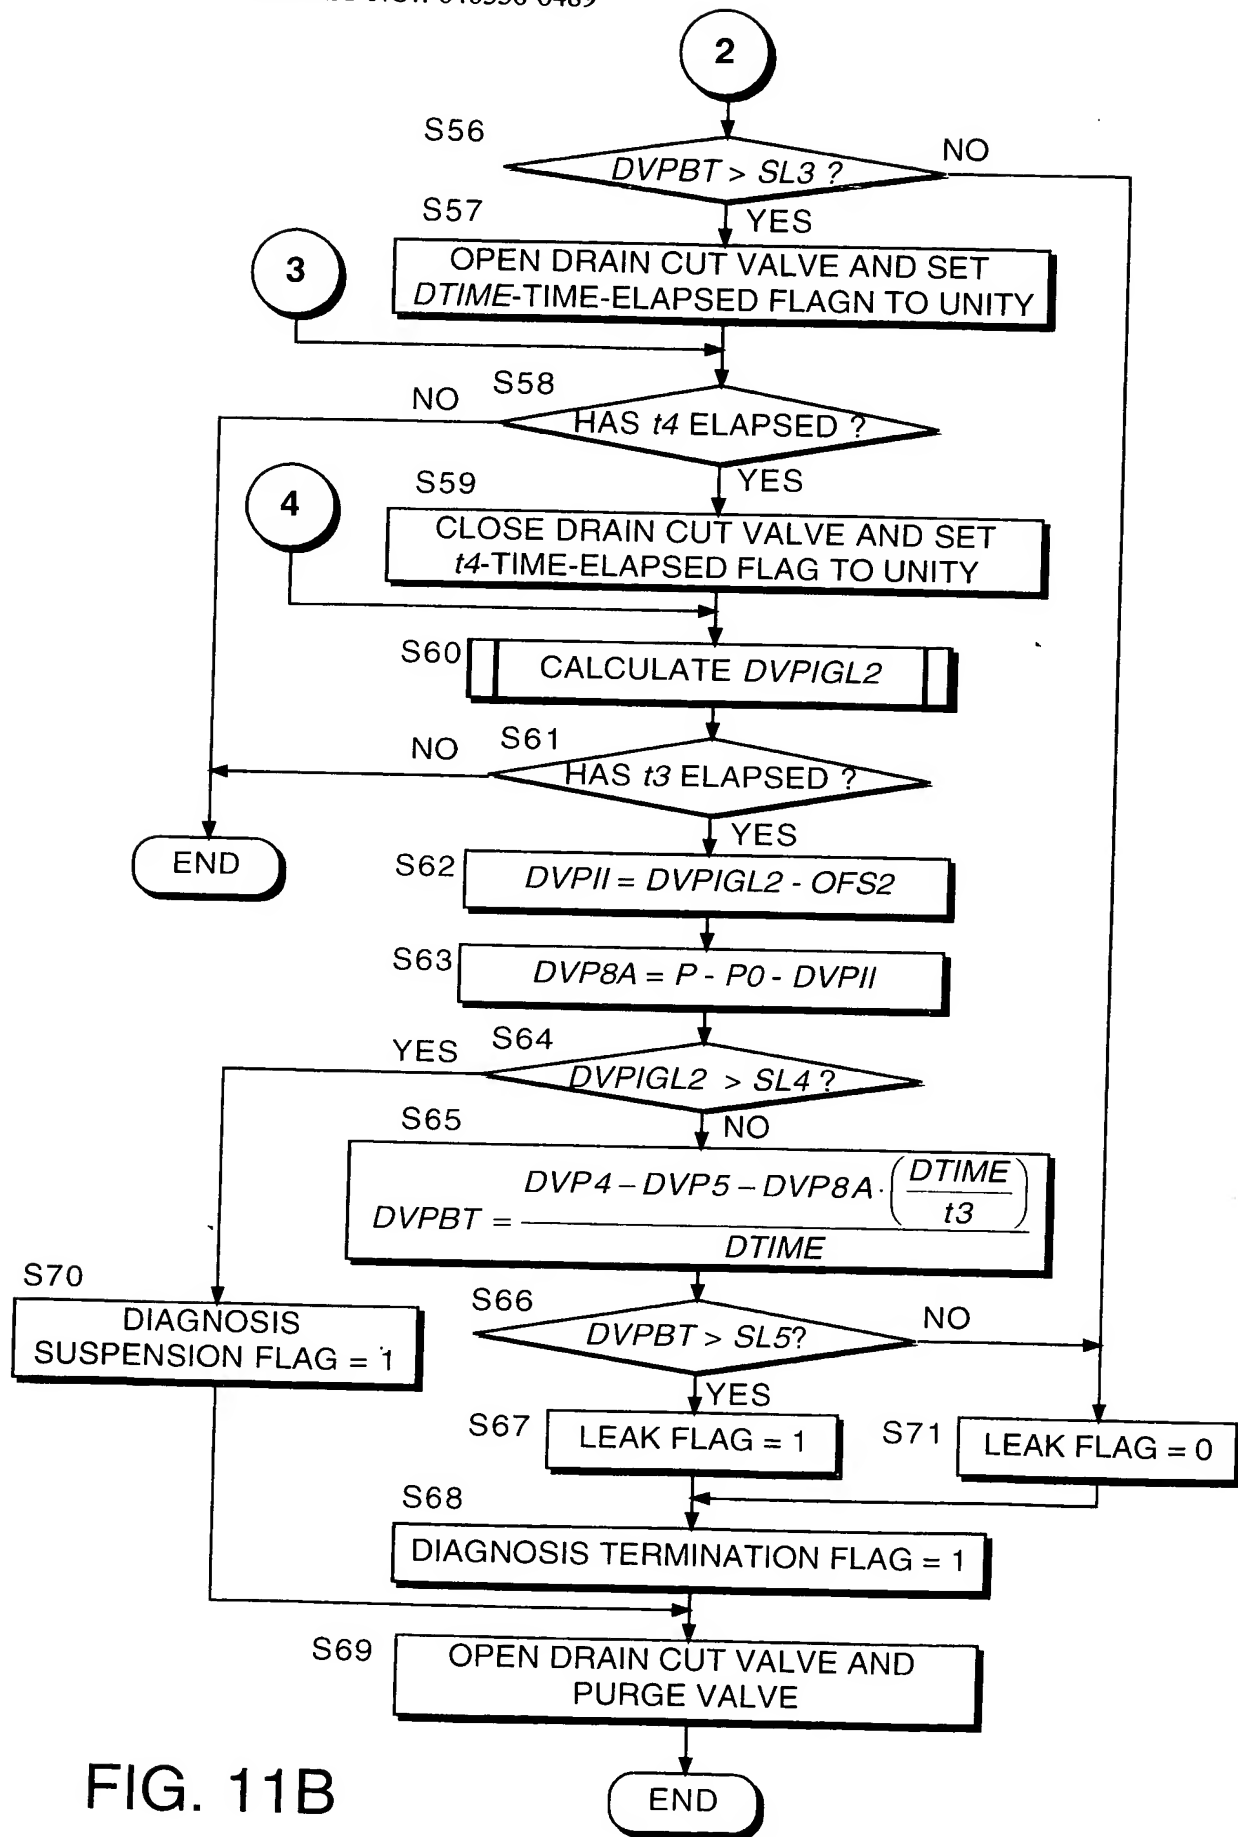 2
S56
DVPBT > SL3 ?
NO
YES
S57
OPEN DRAIN CUT VALVE AND SET
DTIME-TIME-ELAPSED FLAGN TO UNITY
3
S58
NO
HAS t4 ELAPSED ?
YES
S59
4
CLOSE DRAIN CUT VALVE AND SET
t4-TIME-ELAPSED FLAG TO UNITY
S60
CALCULATE DVPIGL2
S61
NO
HAS t3 ELAPSED ?
YES
END
S62
DVPII = DVPIGL2 - OFS2
S63
DVP8A = P - P0 - DVPII
S64
YES
DVPIGL2 > SL4 ?
NO
S65
DVPBT = DVP4 – DVP5 – DVP8A · (DTIME / t3) / DTIME
S70
DIAGNOSIS
SUSPENSION FLAG = 1
S66
DVPBT > SL5?
NO
YES
S67
LEAK FLAG = 1
S71
LEAK FLAG = 0
S68
DIAGNOSIS TERMINATION FLAG = 1
S69
OPEN DRAIN CUT VALVE AND
PURGE VALVE
END
FIG. 11B